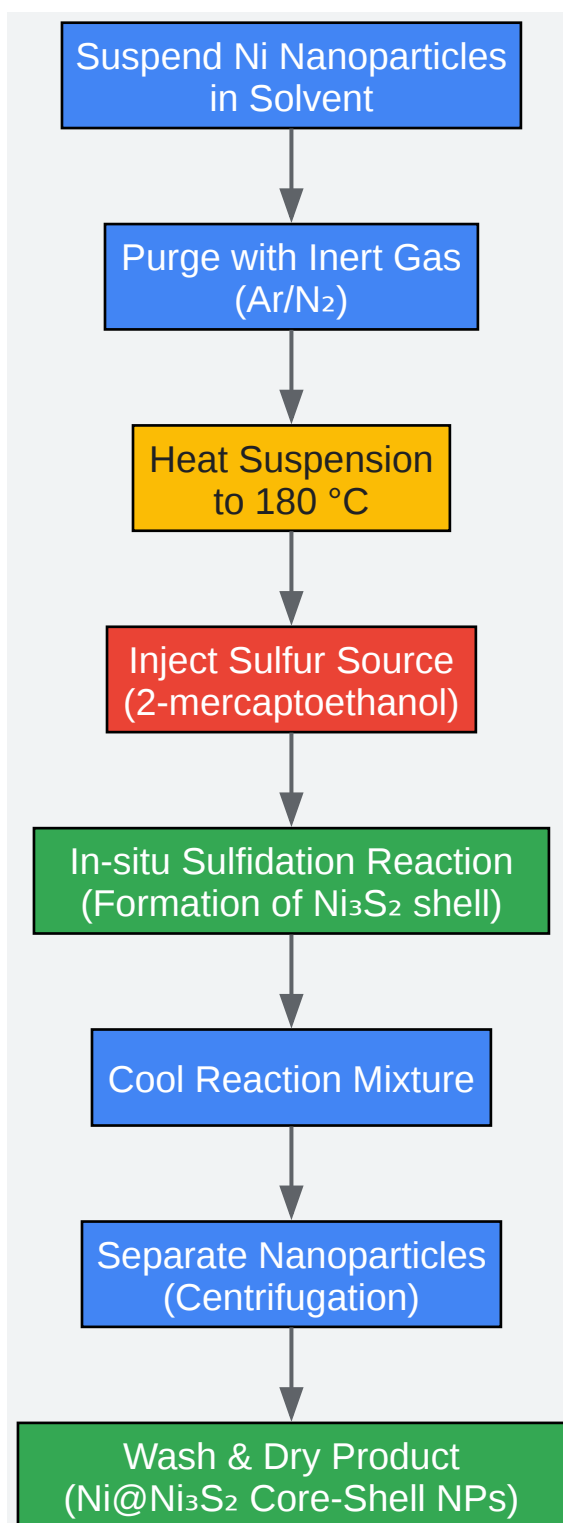 Suspend Ni Nanoparticles
in Solvent
Purge with Inert Gas
(Ar/N₂)
Heat Suspension
to 180 °C
Inject Sulfur Source
(2-mercaptoethanol)
In-situ Sulfidation Reaction
(Formation of Ni₃S₂ shell)
Cool Reaction Mixture
Separate Nanoparticles
(Centrifugation)
Wash & Dry Product
(Ni@Ni₃S₂ Core-Shell NPs)